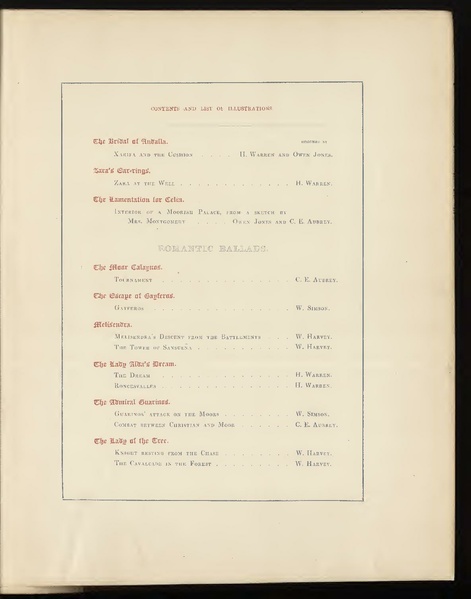 CONTENTS AND LIST OF ILLUSTRATIONS
The Bridal of Andalla. DESIGNED BY
XARIFA AND THE CUSHION . . . . H. WARREN AND OWEN JONES.
Zara's Ear-rings.
ZARA AT THE WELL . . . . . . . . . . . . . H. WARREN.
The Lamentation for Celin.
INTERIOR OF A MOORISH PALACE, FROM A SKETCH BY
MRS. MONTGOMERY . . . . . OWEN JONES AND C. E. AUBREY.
ROMANTIC BALLADS.
The Moor Calaynos.
TOURNAMENT . . . . . . . . . . . . . . . C. E. AUBREY.
The Escape of Gayferos.
GAYFEROS . . . . . . . . . . . . . . . W. SIMSON.
Melisendra.
MELISENDRA'S DESCENT FROM THE BATTLEMENTS . . W. HARVEY.
THE TOWER OF SANSUENA . . . . . . . . . . W. HARVEY.
The Lady Alda's Dream.
THE DREAM . . . . . . . . . . . . . . . H. WARREN.
RONCESVALLES . . . . . . . . . . . . . . H. WARREN.
The Admiral Guarinos.
GUARINOS' ATTACK ON THE MOORS . . . . . . . W. SIMSON.
COMBAT BETWEEN CHRISTIAN AND MOOR . . . . . C. E. AUBREY.
The Lady of the Tree.
KNIGHT RESTING FROM THE CHASE . . . . . . . W. HARVEY.
THE CAVALCADE IN THE FOREST . . . . . . . . W. HARVEY.